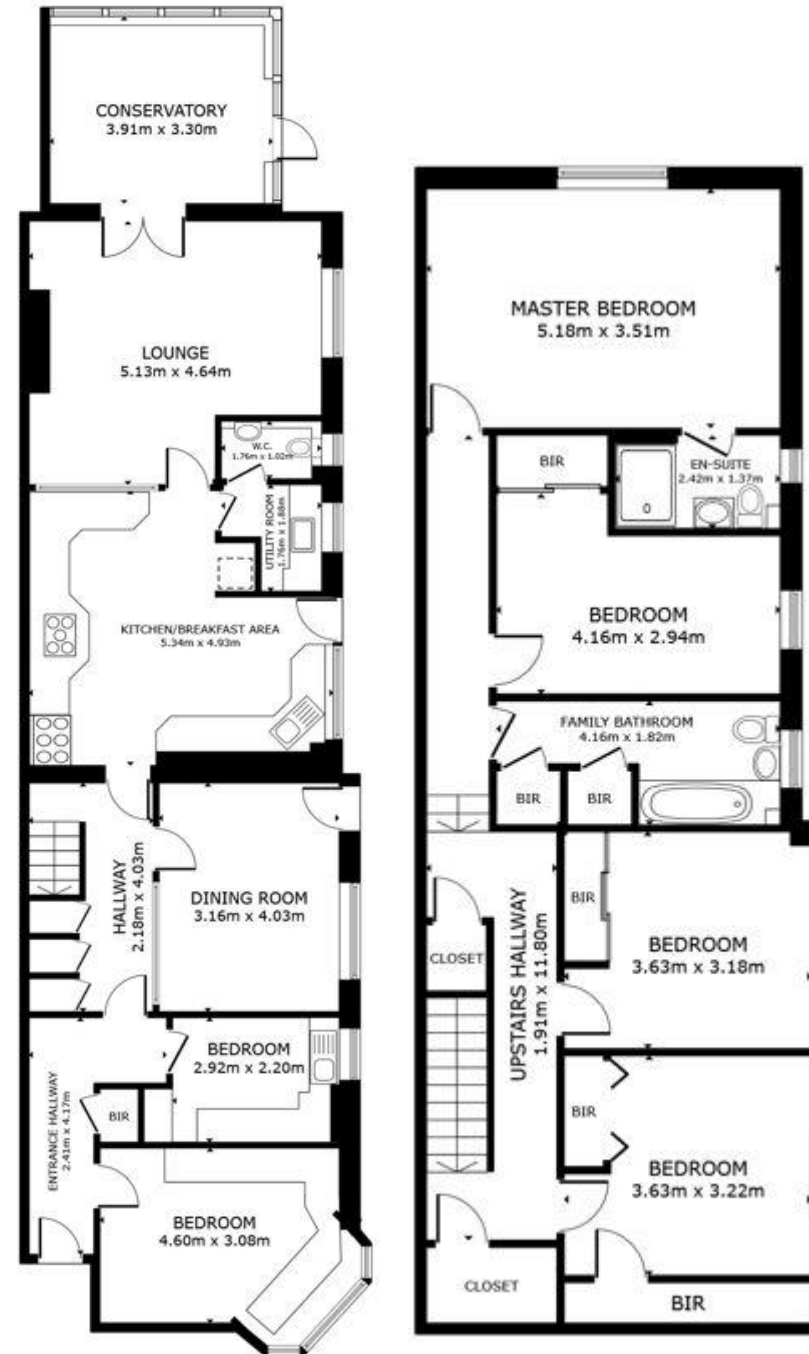 CONSERVATORY
3.91m x 3.30m
LOUNGE
5.13m x 4.64m
W.C.
1.76m x 1.02m
UTILITY ROOM
1.76m x 1.88m
KITCHEN/BREAKFAST AREA
5.34m x 4.93m
HALLWAY
2.18m x 4.03m
DINING ROOM
3.16m x 4.03m
BEDROOM
2.92m x 2.20m
ENTRANCE HALLWAY
2.41m x 4.17m
BIR
BEDROOM
4.60m x 3.08m
MASTER BEDROOM
5.18m x 3.51m
BIR
EN-SUITE
2.42m x 1.37m
BEDROOM
4.16m x 2.94m
FAMILY BATHROOM
4.16m x 1.82m
BIR
BIR
UPSTAIRS HALLWAY
1.91m x 11.80m
CLOSET
BIR
BEDROOM
3.63m x 3.18m
BIR
BEDROOM
3.63m x 3.22m
CLOSET
BIR